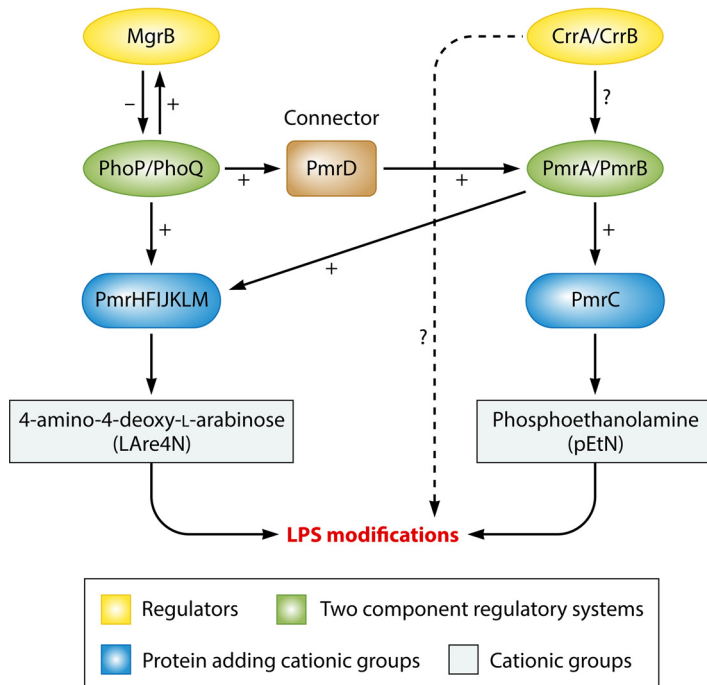 MgrB
CrrA/CrrB
– +
?
Connector
PhoP/PhoQ
+
PmrD
+
PmrA/PmrB
+
+
+
PmrHFIJKLM
PmrC
?
4-amino-4-deoxy-L-arabinose
(LAre4N)
Phosphoethanolamine
(pEtN)
LPS modifications
Regulators
Two component regulatory systems
Protein adding cationic groups
Cationic groups